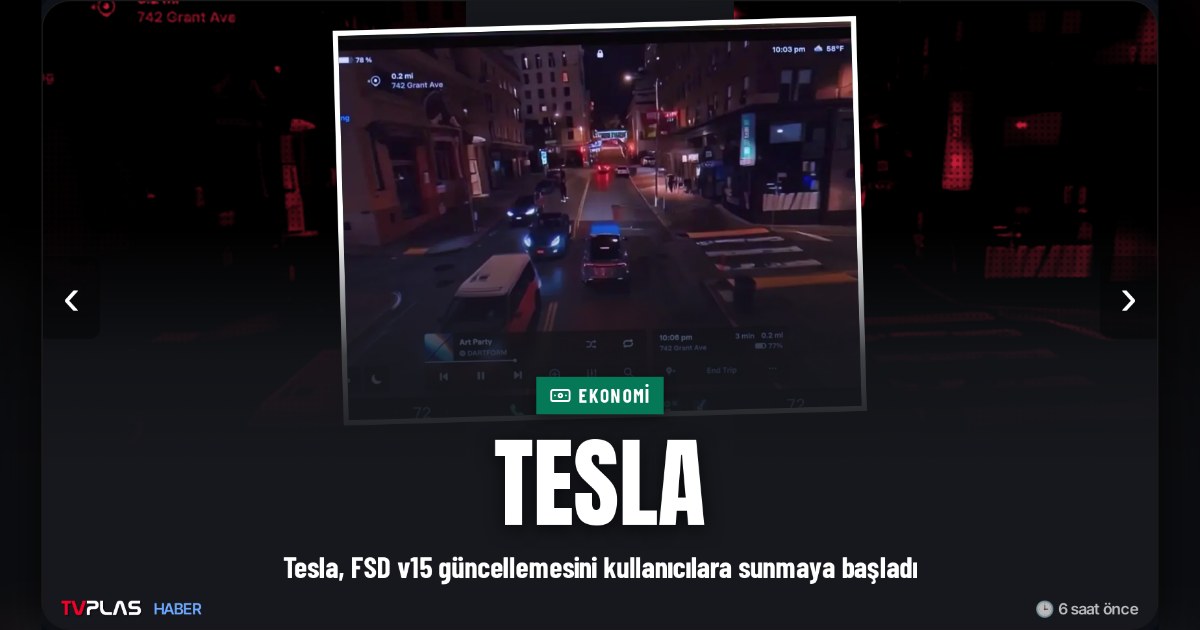 742 Grant Ave
78 %
10:03 pm 58°F
0.2 mi
742 Grant Ave
ng
Art Party
DARTFORM
10:06 pm 3 min 0.2 mi
742 Grant Ave 77%
End Trip
72 72
EKONOMİ
TESLA
Tesla, FSD v15 güncellemesini kullanıcılara sunmaya başladı
TVPLAS HABER
6 saat önce